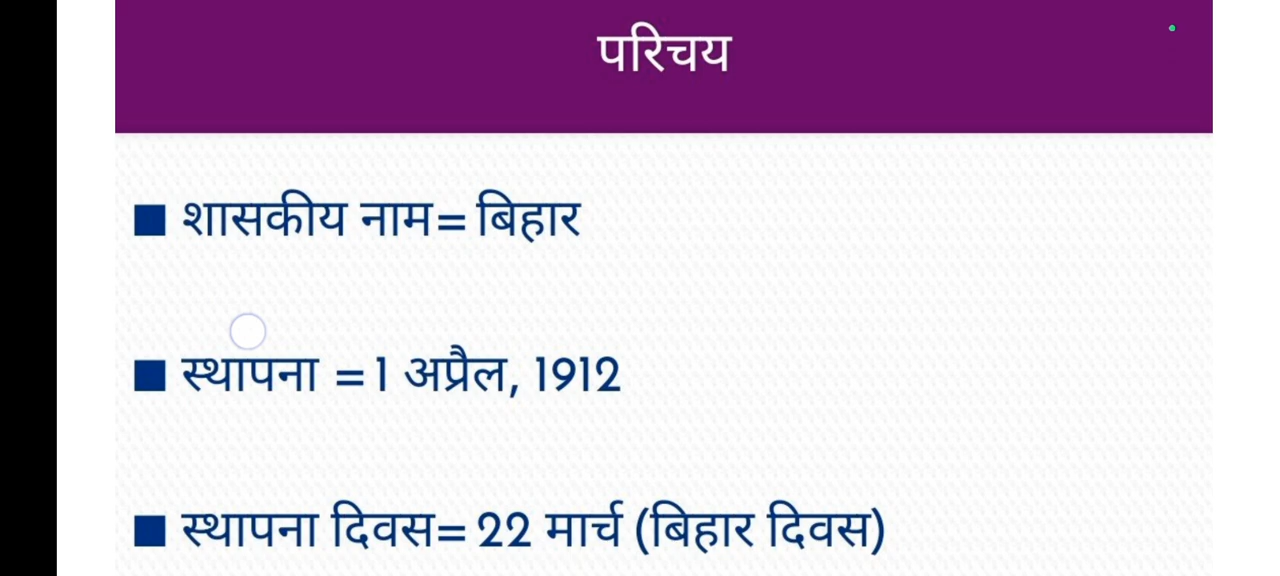 परिचय
■ शासकीय नाम= बिहार
■ स्थापना = 1 अप्रैल, 1912
■ स्थापना दिवस= 22 मार्च (बिहार दिवस)